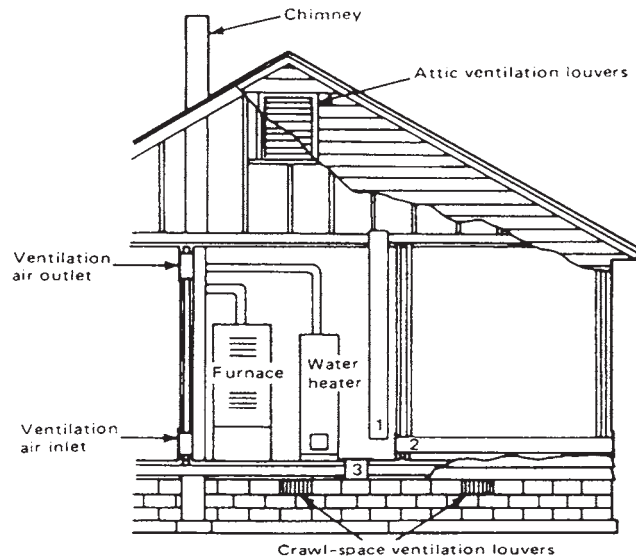 Chimney
Attic ventilation louvers
Ventilation
air outlet
Furnace
Water
heater
Ventilation
air inlet
1
2
3
Crawl-space ventilation louvers